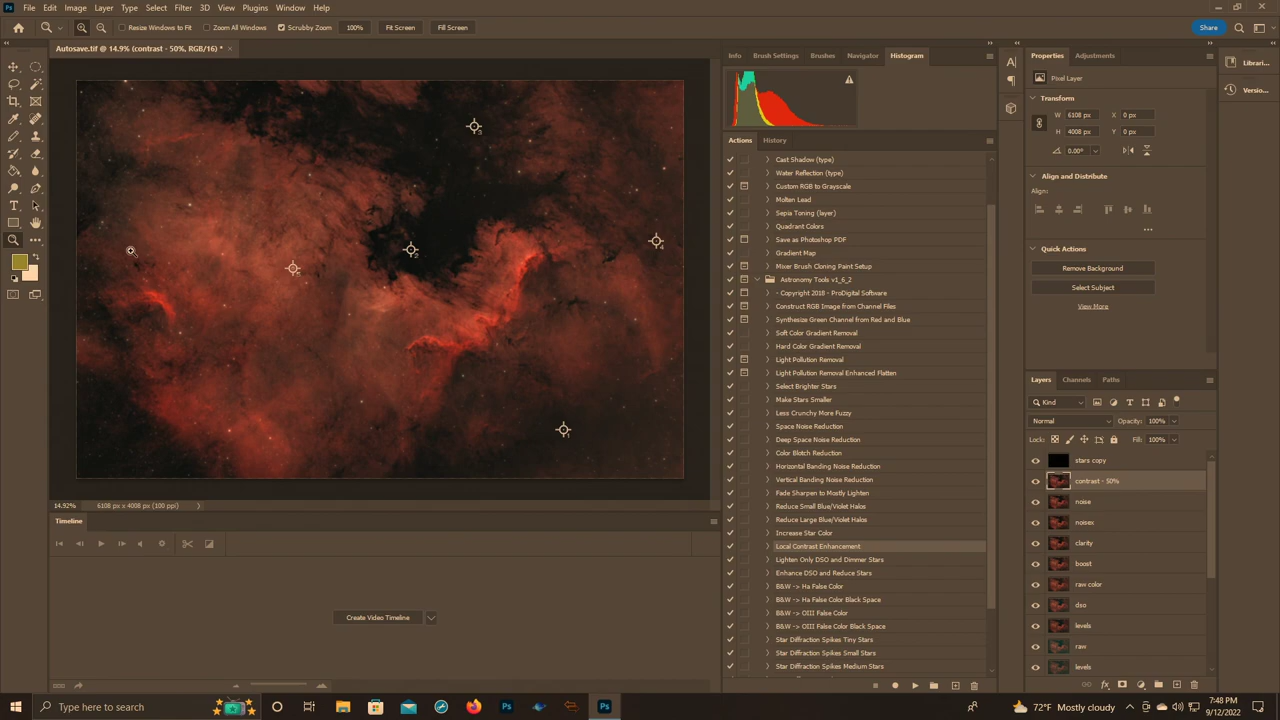 Ps File Edit Image Layer Type Select Filter 3D View Plugins Window Help
Resize Windows to Fit Zoom All Windows Scrubby Zoom 100% Fit Screen Fill Screen Share
Autosave.tif @ 14.9% (contrast - 50%, RGB/16) * ×
Info Brush Settings Brushes Navigator Histogram
Properties Adjustments
Librari...
Pixel Layer
Versio...
Transform
W 6108 px X 0 px
H 4008 px Y 0 px
0.00°
Align and Distribute
Align:
Quick Actions
Remove Background
Select Subject
View More
Actions History
Cast Shadow (type)
Water Reflection (type)
Custom RGB to Grayscale
Molten Lead
Sepia Toning (layer)
Quadrant Colors
Save as Photoshop PDF
Gradient Map
Mixer Brush Cloning Paint Setup
Astronomy Tools v1_6_2
- Copyright 2018 - ProDigital Software
Construct RGB Image from Channel Files
Synthesize Green Channel from Red and Blue
Soft Color Gradient Removal
Hard Color Gradient Removal
Light Pollution Removal
Light Pollution Removal Enhanced Flatten
Select Brighter Stars
Make Stars Smaller
Less Crunchy More Fuzzy
Space Noise Reduction
Deep Space Noise Reduction
Color Blotch Reduction
Horizontal Banding Noise Reduction
Vertical Banding Noise Reduction
Fade Sharpen to Mostly Lighten
Reduce Small Blue/Violet Halos
Reduce Large Blue/Violet Halos
Increase Star Color
Local Contrast Enhancement
Lighten Only DSO and Dimmer Stars
Enhance DSO and Reduce Stars
B&W -> Ha False Color
B&W -> Ha False Color Black Space
B&W -> OIII False Color
B&W -> OIII False Color Black Space
Star Diffraction Spikes Tiny Stars
Star Diffraction Spikes Small Stars
Star Diffraction Spikes Medium Stars
Layers Channels Paths
Kind
Normal Opacity: 100%
Lock: Fill: 100%
stars copy
contrast - 50%
noise
noisex
clarity
boost
raw color
dso
levels
raw
levels
14.92% 6108 px x 4008 px (100 ppi)
Timeline
Create Video Timeline
Type here to search
72°F Mostly cloudy
7:48 PM
9/12/2022